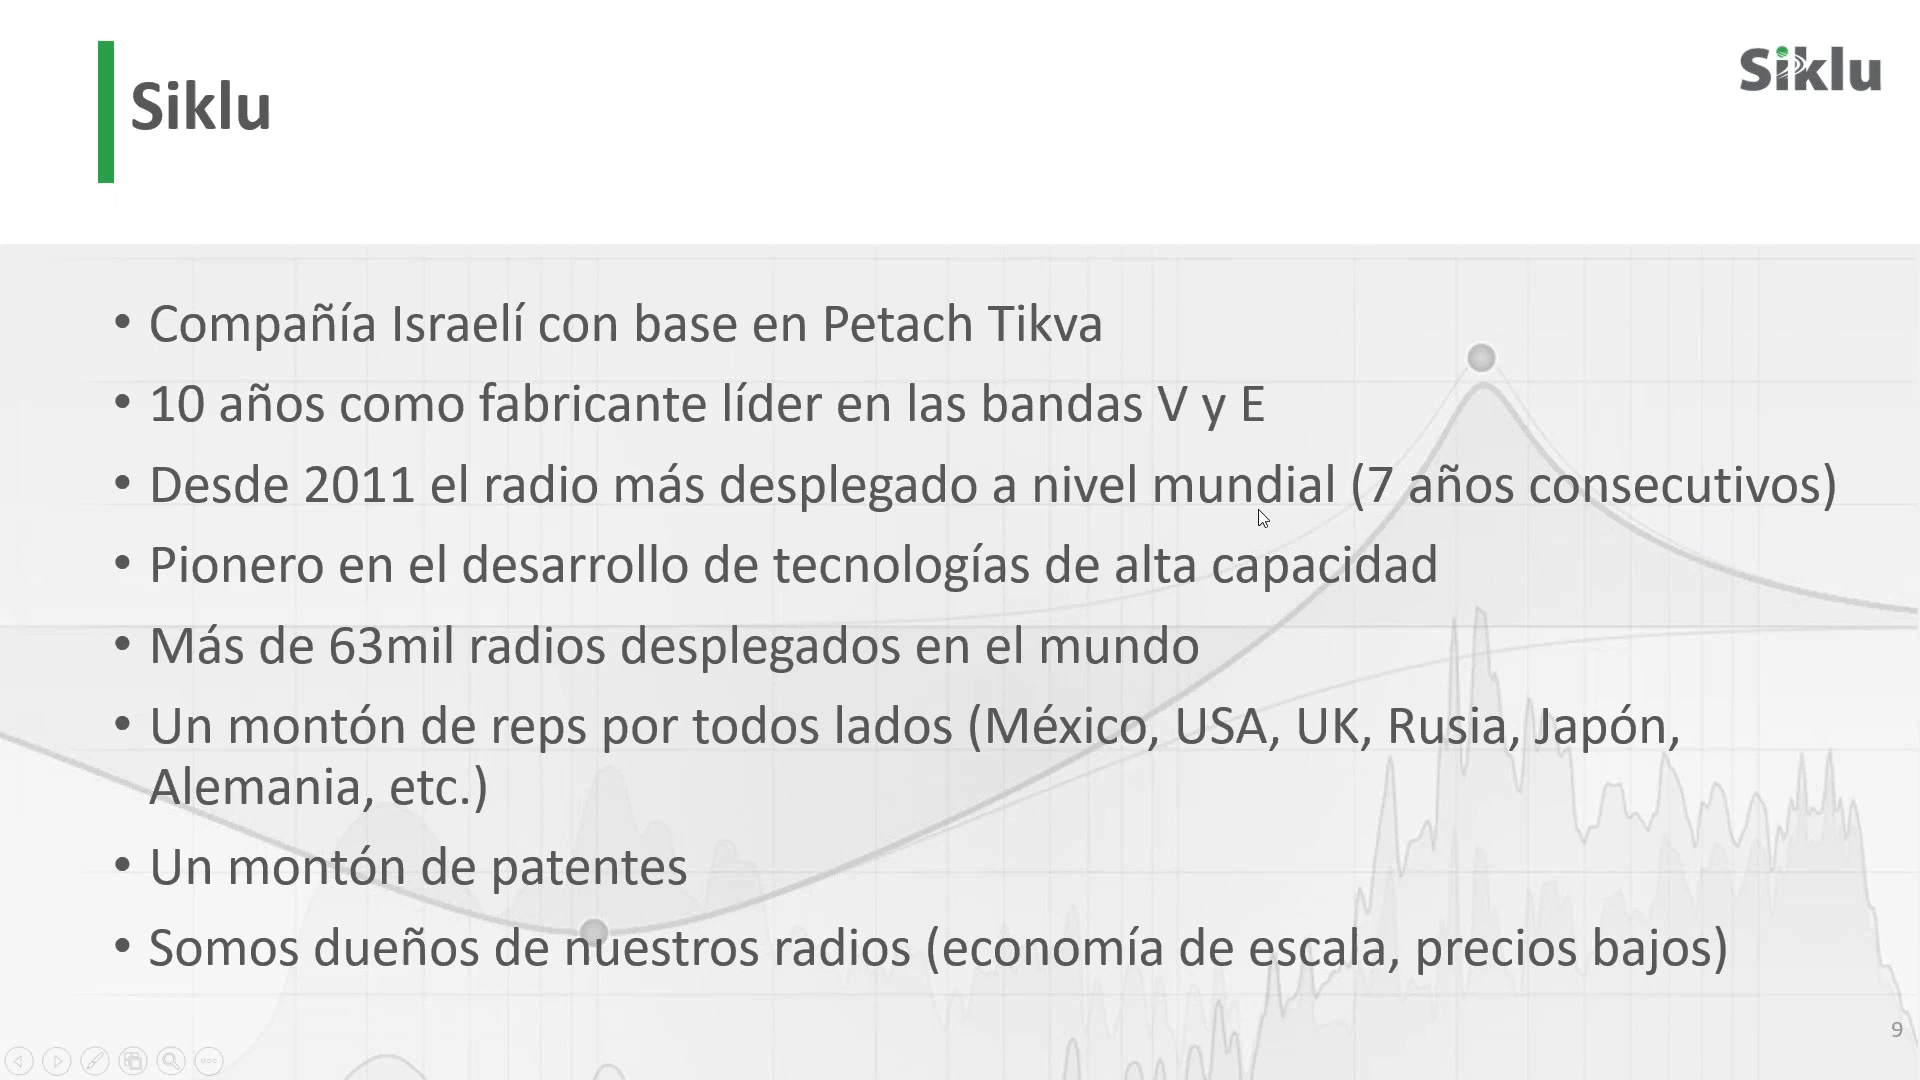 Siklu
Siklu
• Compañía Israelí con base en Petach Tikva
• 10 años como fabricante líder en las bandas V y E
• Desde 2011 el radio más desplegado a nivel mundial (7 años consecutivos)
• Pionero en el desarrollo de tecnologías de alta capacidad
• Más de 63mil radios desplegados en el mundo
• Un montón de reps por todos lados (México, USA, UK, Rusia, Japón,
Alemania, etc.)
• Un montón de patentes
• Somos dueños de nuestros radios (economía de escala, precios bajos)
9